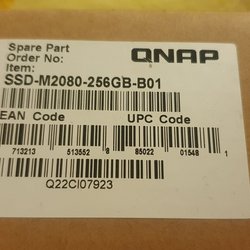 Spare Part
QNAP
Order No:
Item:
SSD-M2080-256GB-B01
EAN Code
UPC Code
713213 513552 8 85022 01548 1
Q22CI07923